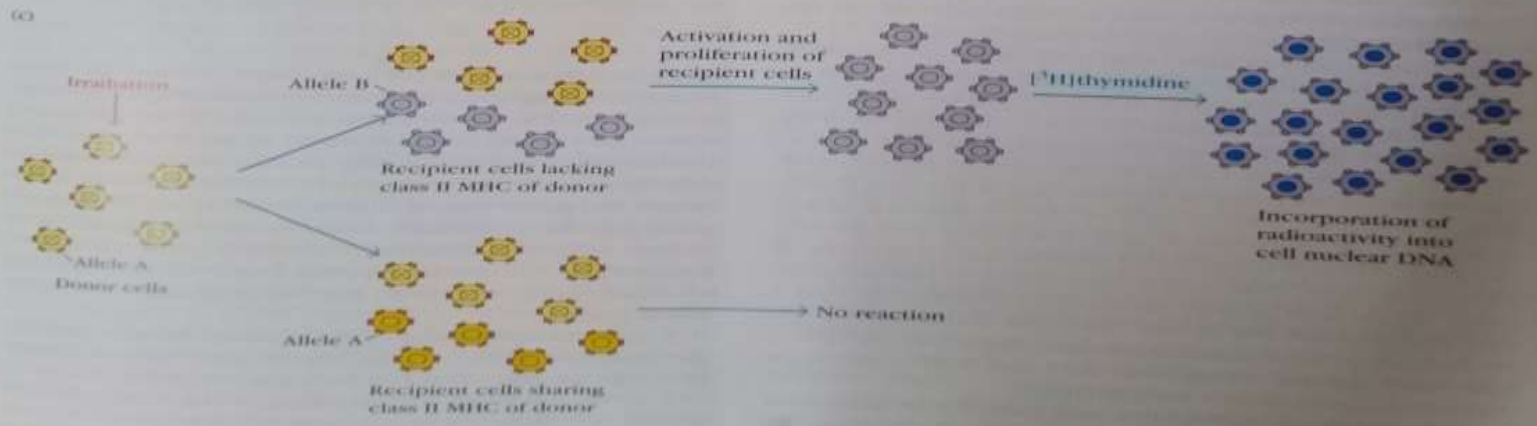 (c)
Irradiation
Allele A
Donor cells
Allele B
Recipient cells lacking
class II MHC of donor
Activation and
proliferation of
recipient cells
[³H]thymidine
Incorporation of
radioactivity into
cell nuclear DNA
Allele A
Recipient cells sharing
class II MHC of donor
No reaction